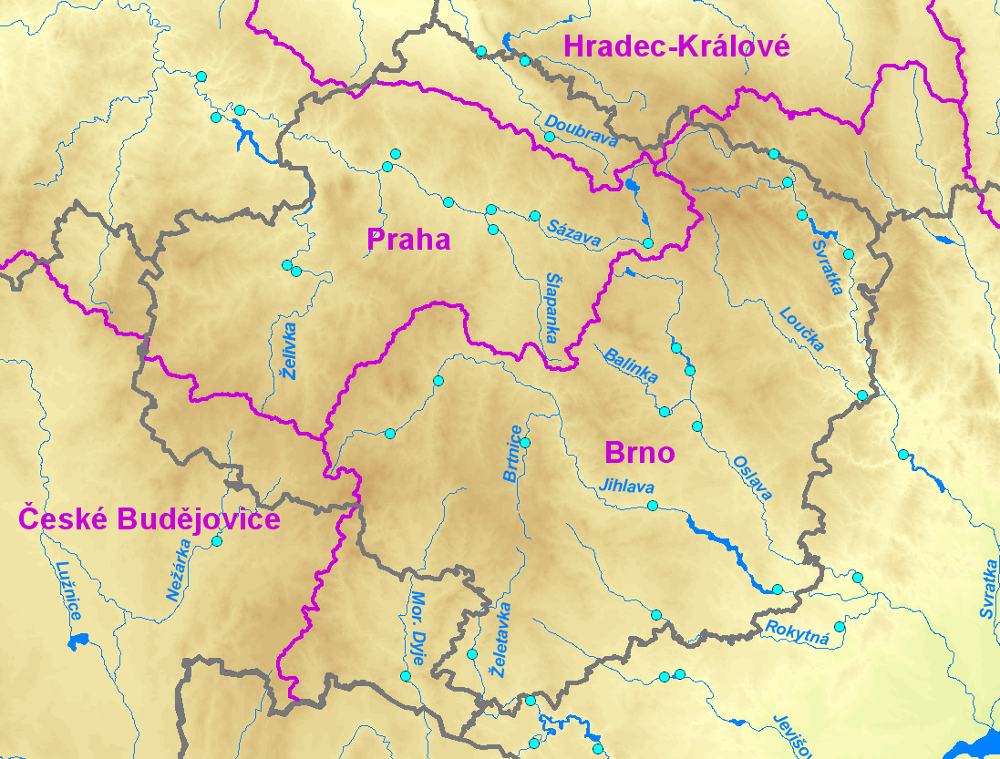 Hradec-Králové
Doubrava
Praha
Sázava
Svratka
Šlapanka
Želivka
Loučka
Balinka
Brtnice
Brno
Oslava
Jihlava
České Budějovice
Nežárka
Lužnice
Mor. Dyje
Želetavka
Rokytná
Svratka
Jevišov